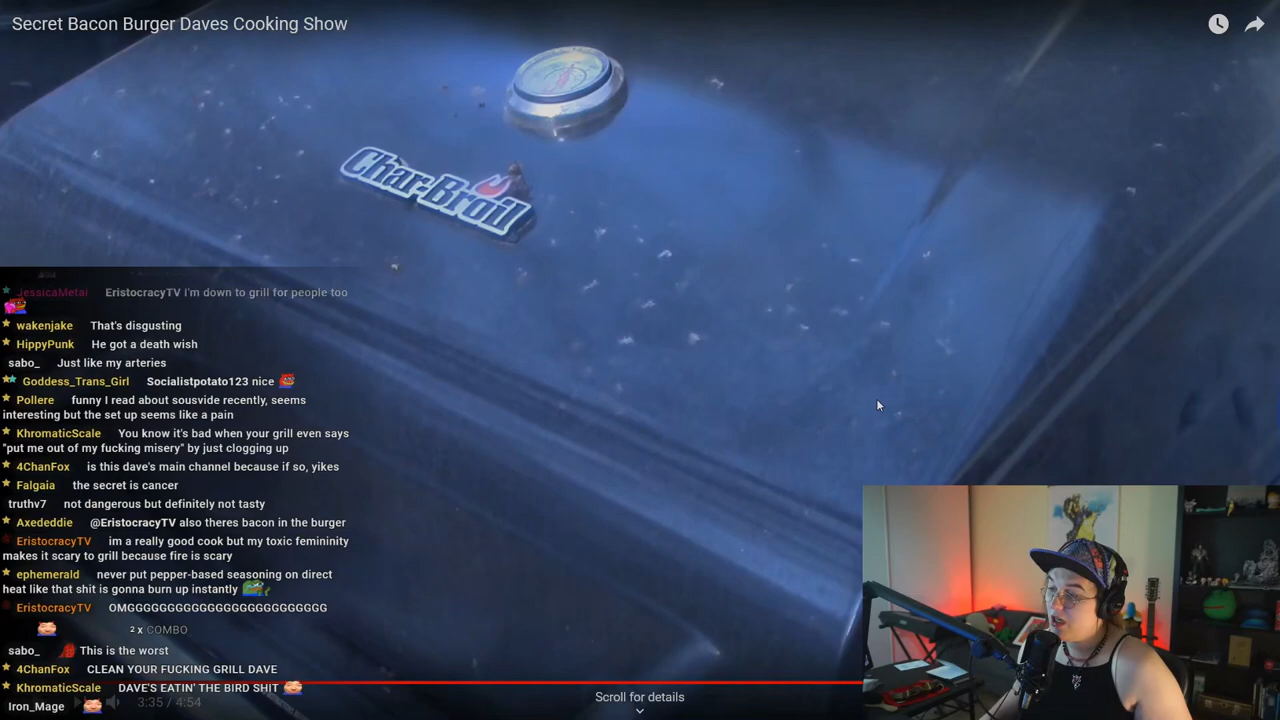 Secret Bacon Burger Daves Cooking Show
Char-Broil
JessicaMetal EristocracyTV I'm down to grill for people too
wakenjake That's disgusting
HippyPunk He got a death wish
sabo_ Just like my arteries
Goddess_Trans_Girl Socialistpotato123 nice
Pollere funny I read about sousvide recently, seems
interesting but the set up seems like a pain
KhromaticScale You know it's bad when your grill even says
"put me out of my fucking misery" by just clogging up
4ChanFox is this dave's main channel because if so, yikes
Falgaia the secret is cancer
truthv7 not dangerous but definitely not tasty
Axededdie @EristocracyTV also theres bacon in the burger
EristocracyTV im a really good cook but my toxic femininity
makes it scary to grill because fire is scary
ephemerald never put pepper-based seasoning on direct
heat like that shit is gonna burn up instantly
EristocracyTV OMGGGGGGGGGGGGGGGGGGGGGGGGG
2 x COMBO
sabo_ This is the worst
4ChanFox CLEAN YOUR FUCKING GRILL DAVE
KhromaticScale DAVE'S EATIN' THE BIRD SHIT
Iron_Mage
3:35 / 4:54
Scroll for details